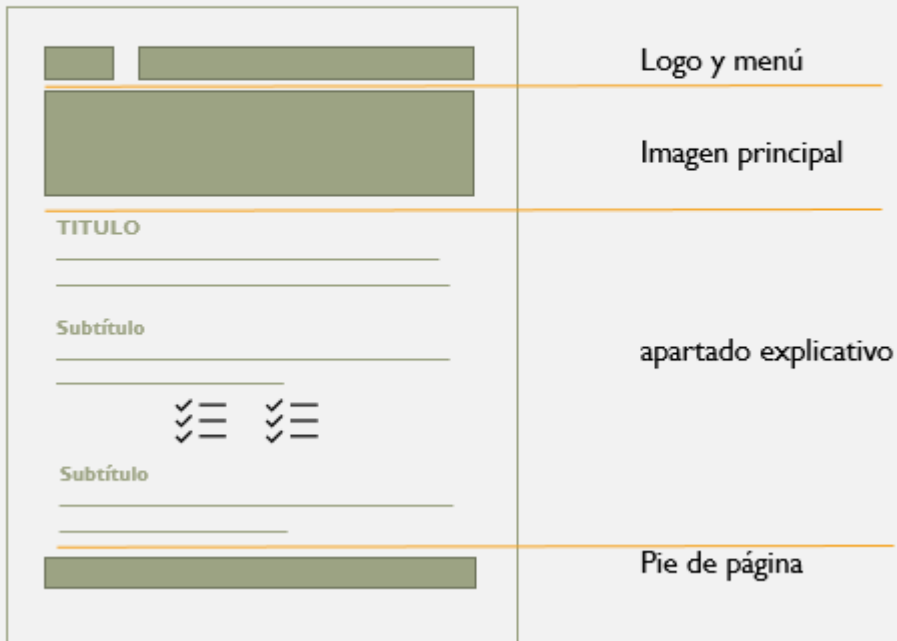 Logo y menú
Imagen principal
TITULO
Subtítulo
apartado explicativo
Subtítulo
Pie de página